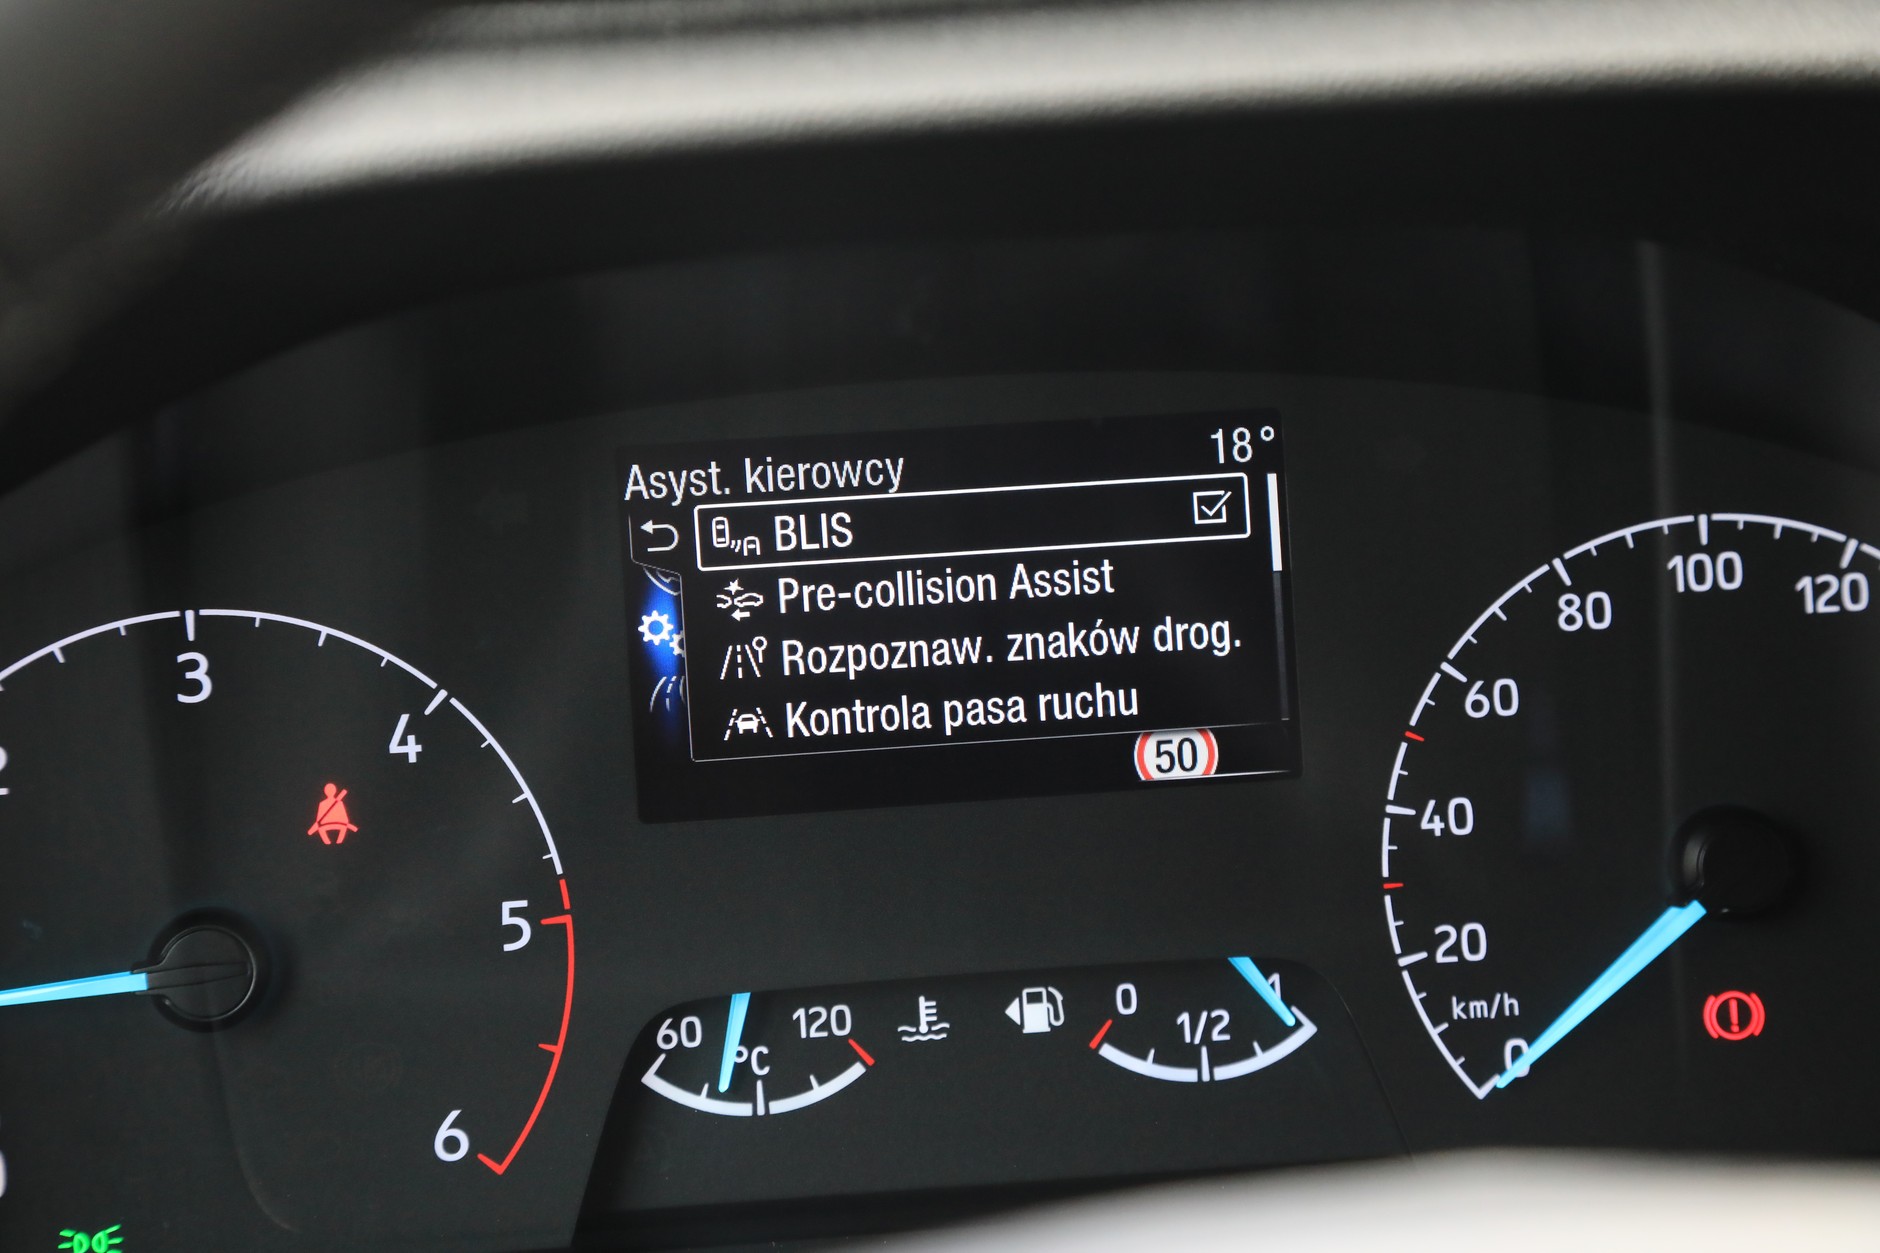 Asyst. kierowcy 18°
BLIS
Pre-collision Assist
Rozpoznaw. znaków drog.
Kontrola pasa ruchu
50
3
4
5
6
60 °C 120
0 1/2 1
0 20 40 60 80 100 120
km/h